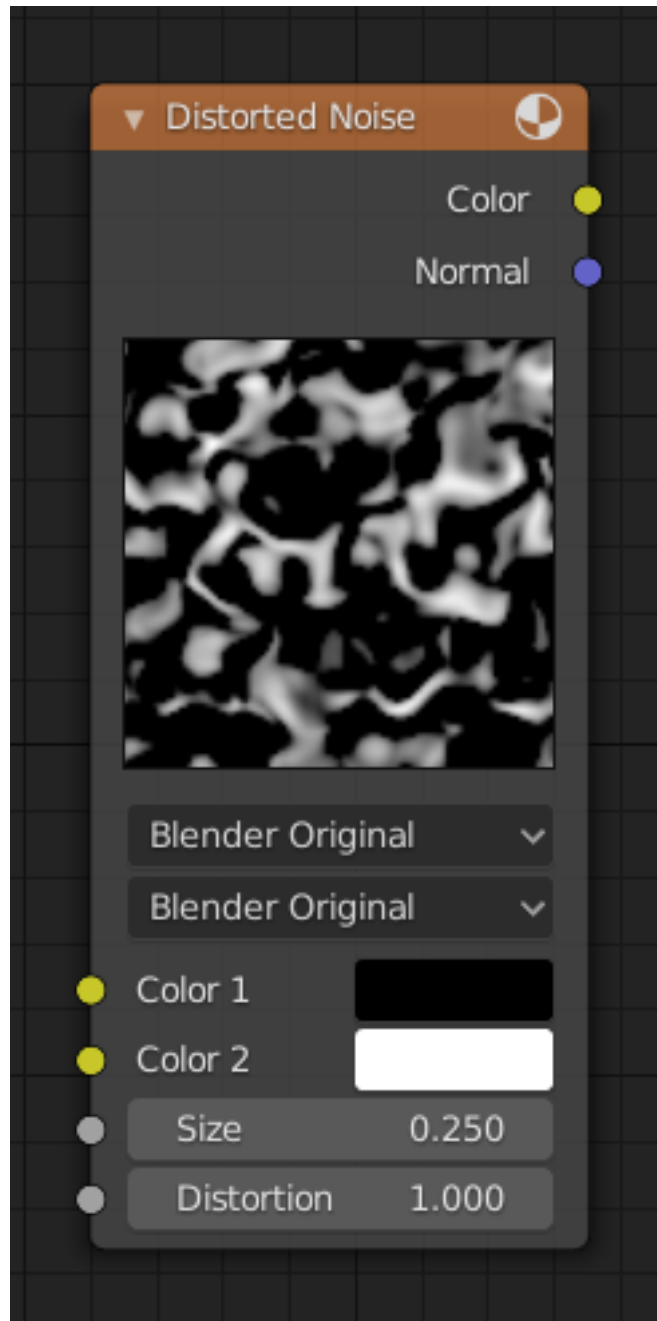 Distorted Noise
Color
Normal
Blender Original
Blender Original
Color 1
Color 2
Size 0.250
Distortion 1.000